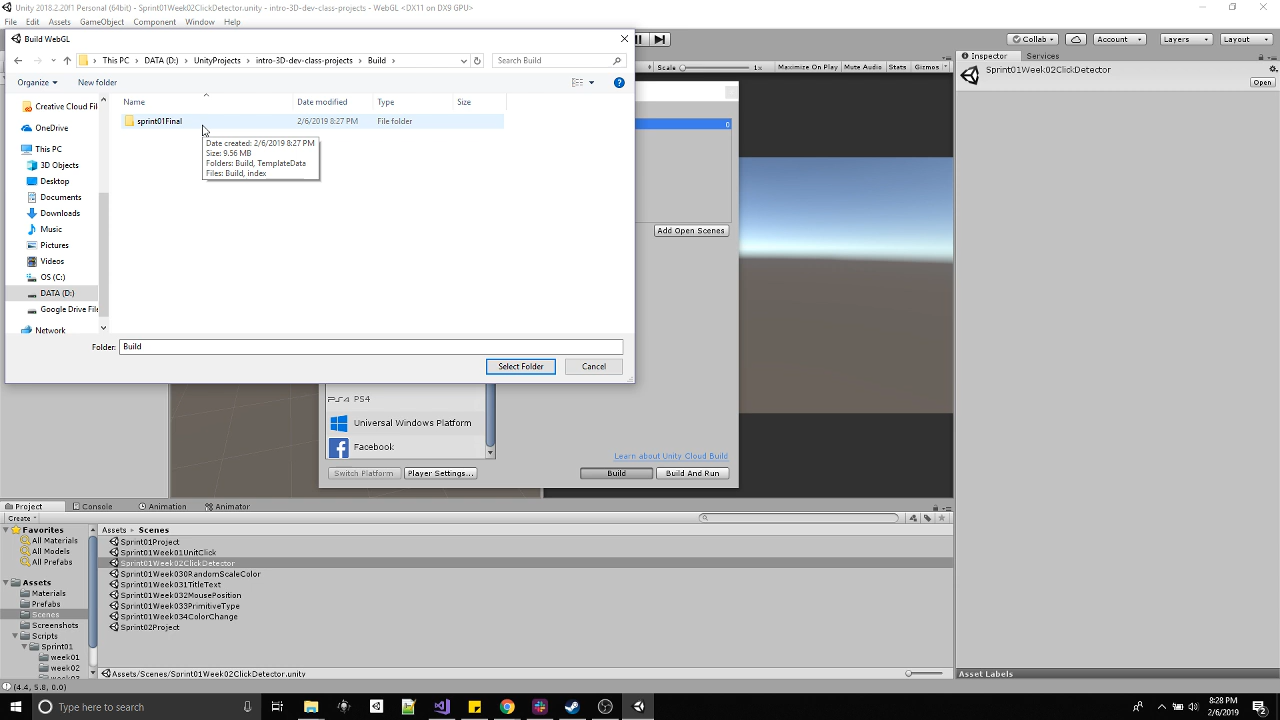 Unity 2018.2.20f1 Personal (64bit) - Sprint01Week02ClickDetector.unity - intro-3D-dev-class-projects - WebGL <DX11 on DX9 GPU>
File Edit Assets GameObject Component Window Help
Build WebGL
Collab Account Layers Layout
This PC > DATA (D:) > UnityProjects > intro-3D-dev-class-projects > Build >
Search Build
Inspector Services
Scale 1x Maximize On Play Mute Audio Stats Gizmos
Sprint01Week02ClickDetector
Open
Organize New folder
Name Date modified Type Size
Creative Cloud Fil
sprint01Final 2/6/2019 8:27 PM File folder
0
OneDrive
Date created: 2/6/2019 8:27 PM
Size: 9.56 MB
Folders: Build, TemplateData
Files: Build, index
This PC
3D Objects
Desktop
Documents
Downloads
Music
Pictures
Videos
OS (C:)
DATA (D:)
Google Drive File
Network
Add Open Scenes
Folder: Build
Select Folder Cancel
PS4
Universal Windows Platform
Facebook
Learn about Unity Cloud Build
Switch Platform Player Settings... Build Build And Run
Project Console Animation Animator
Create
Favorites
All Materials
All Models
All Prefabs
Assets
Materials
Prefabs
Scenes
Screenshots
Scripts
Sprint01
week01
week02
Assets > Scenes
Sprint01Project
Sprint01Week01UnitClick
Sprint01Week02ClickDetector
Sprint01Week030RandomScaleColor
Sprint01Week031TitleText
Sprint01Week032MousePosition
Sprint01Week033PrimitiveType
Sprint01Week034ColorChange
Sprint02Project
Assets/Scenes/Sprint01Week02ClickDetector.unity
Asset Labels
(4.4, 5.8, 0.0)
Type here to search
8:28 PM
2/6/2019
2